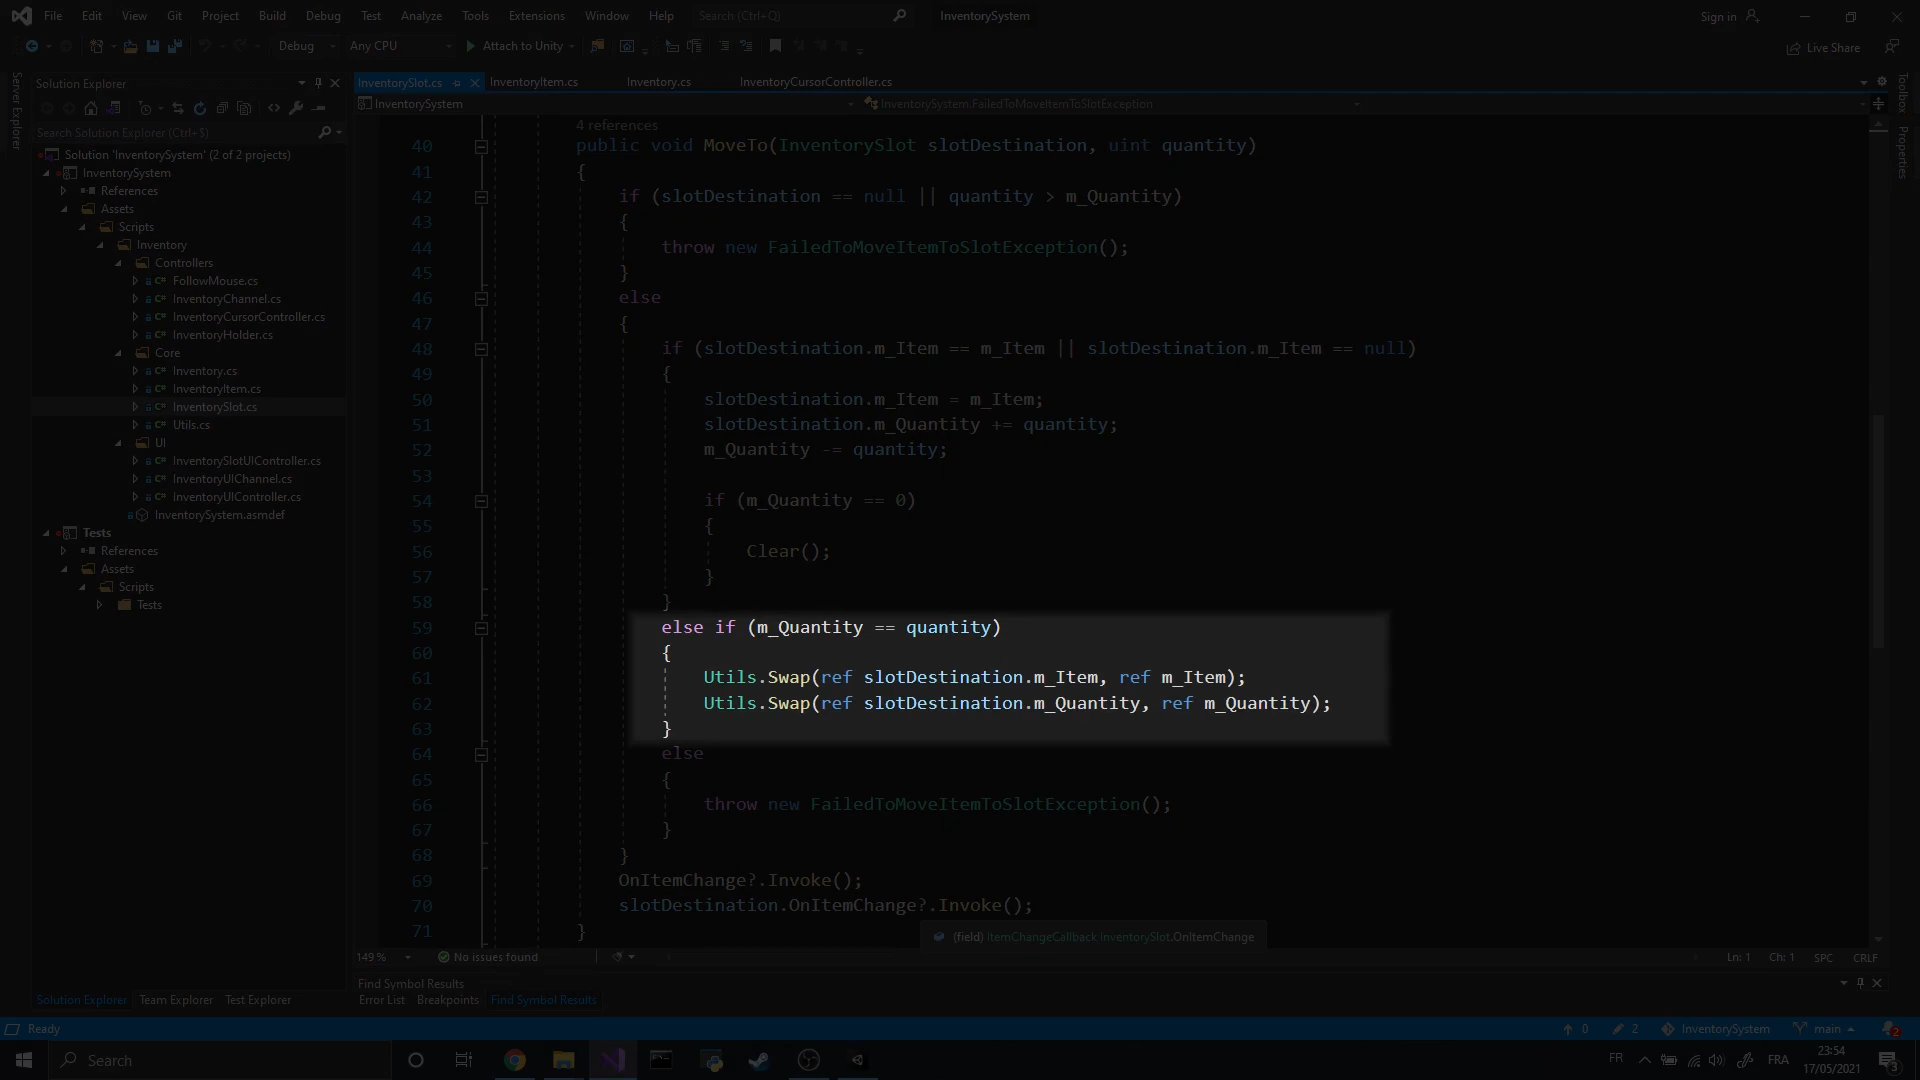 File Edit View Git Project Build Debug Test Analyze Tools Extensions Window Help Search (Ctrl+Q) InventorySystem Sign in
Debug Any CPU Attach to Unity Live Share
Server Explorer
Solution Explorer
Search Solution Explorer (Ctrl+$)
Solution 'InventorySystem' (2 of 2 projects)
InventorySystem
References
Assets
Scripts
Inventory
Controllers
C# FollowMouse.cs
C# InventoryChannel.cs
C# InventoryCursorController.cs
C# InventoryHolder.cs
Core
C# Inventory.cs
C# InventoryItem.cs
C# InventorySlot.cs
C# Utils.cs
UI
C# InventorySlotUIController.cs
C# InventoryUIChannel.cs
C# InventoryUIController.cs
InventorySystem.asmdef
Tests
References
Assets
Scripts
Tests
Solution Explorer Team Explorer Test Explorer
InventorySlot.cs InventoryItem.cs Inventory.cs InventoryCursorController.cs
InventorySystem InventorySystem.FailedToMoveItemToSlotException
4 references
40 public void MoveTo(InventorySlot slotDestination, uint quantity)
41 {
42 if (slotDestination == null || quantity > m_Quantity)
43 {
44 throw new FailedToMoveItemToSlotException();
45 }
46 else
47 {
48 if (slotDestination.m_Item == m_Item || slotDestination.m_Item == null)
49 {
50 slotDestination.m_Item = m_Item;
51 slotDestination.m_Quantity += quantity;
52 m_Quantity -= quantity;
53
54 if (m_Quantity == 0)
55 {
56 Clear();
57 }
58 }
59 else if (m_Quantity == quantity)
60 {
61 Utils.Swap(ref slotDestination.m_Item, ref m_Item);
62 Utils.Swap(ref slotDestination.m_Quantity, ref m_Quantity);
63 }
64 else
65 {
66 throw new FailedToMoveItemToSlotException();
67 }
68 }
69 OnItemChange?.Invoke();
70 slotDestination.OnItemChange?.Invoke();
71 }
(field) ItemChangeCallback InventorySlot.OnItemChange
149 % No issues found Ln: 1 Ch: 1 SPC CRLF
Find Symbol Results
Error List Breakpoints Find Symbol Results
Toolbox
Properties
Ready 0 2 InventorySystem main 2
Search FR FRA 23:54
17/05/2021 3